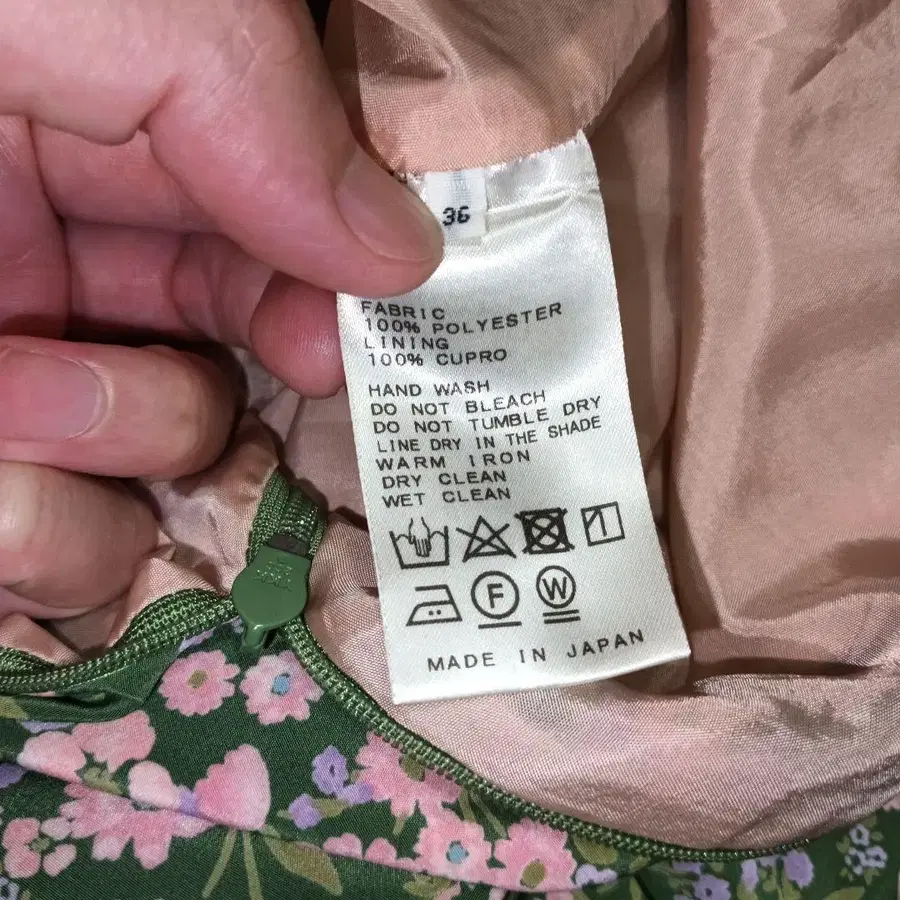 36
FABRIC
100% POLYESTER
LINING
100% CUPRO
HAND WASH
DO NOT BLEACH
DO NOT TUMBLE DRY
LINE DRY IN THE SHADE
WARM IRON
DRY CLEAN
WET CLEAN
F W
MADE IN JAPAN